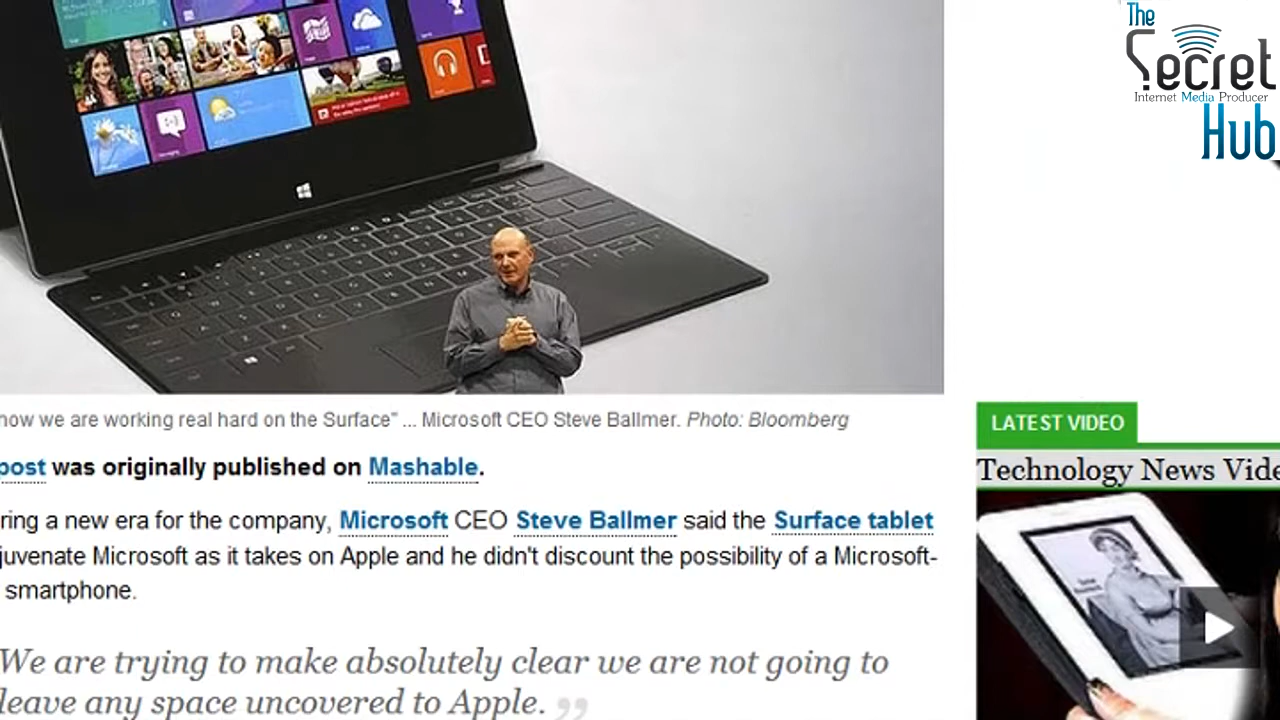 The
Secret
Internet Media Producer
Hub
now we are working real hard on the Surface" ... Microsoft CEO Steve Ballmer. Photo: Bloomberg
post was originally published on Mashable.
ring a new era for the company, Microsoft CEO Steve Ballmer said the Surface tablet
juvenate Microsoft as it takes on Apple and he didn't discount the possibility of a Microsoft-
smartphone.
We are trying to make absolutely clear we are not going to
leave any space uncovered to Apple. ”
LATEST VIDEO
Technology News Vide